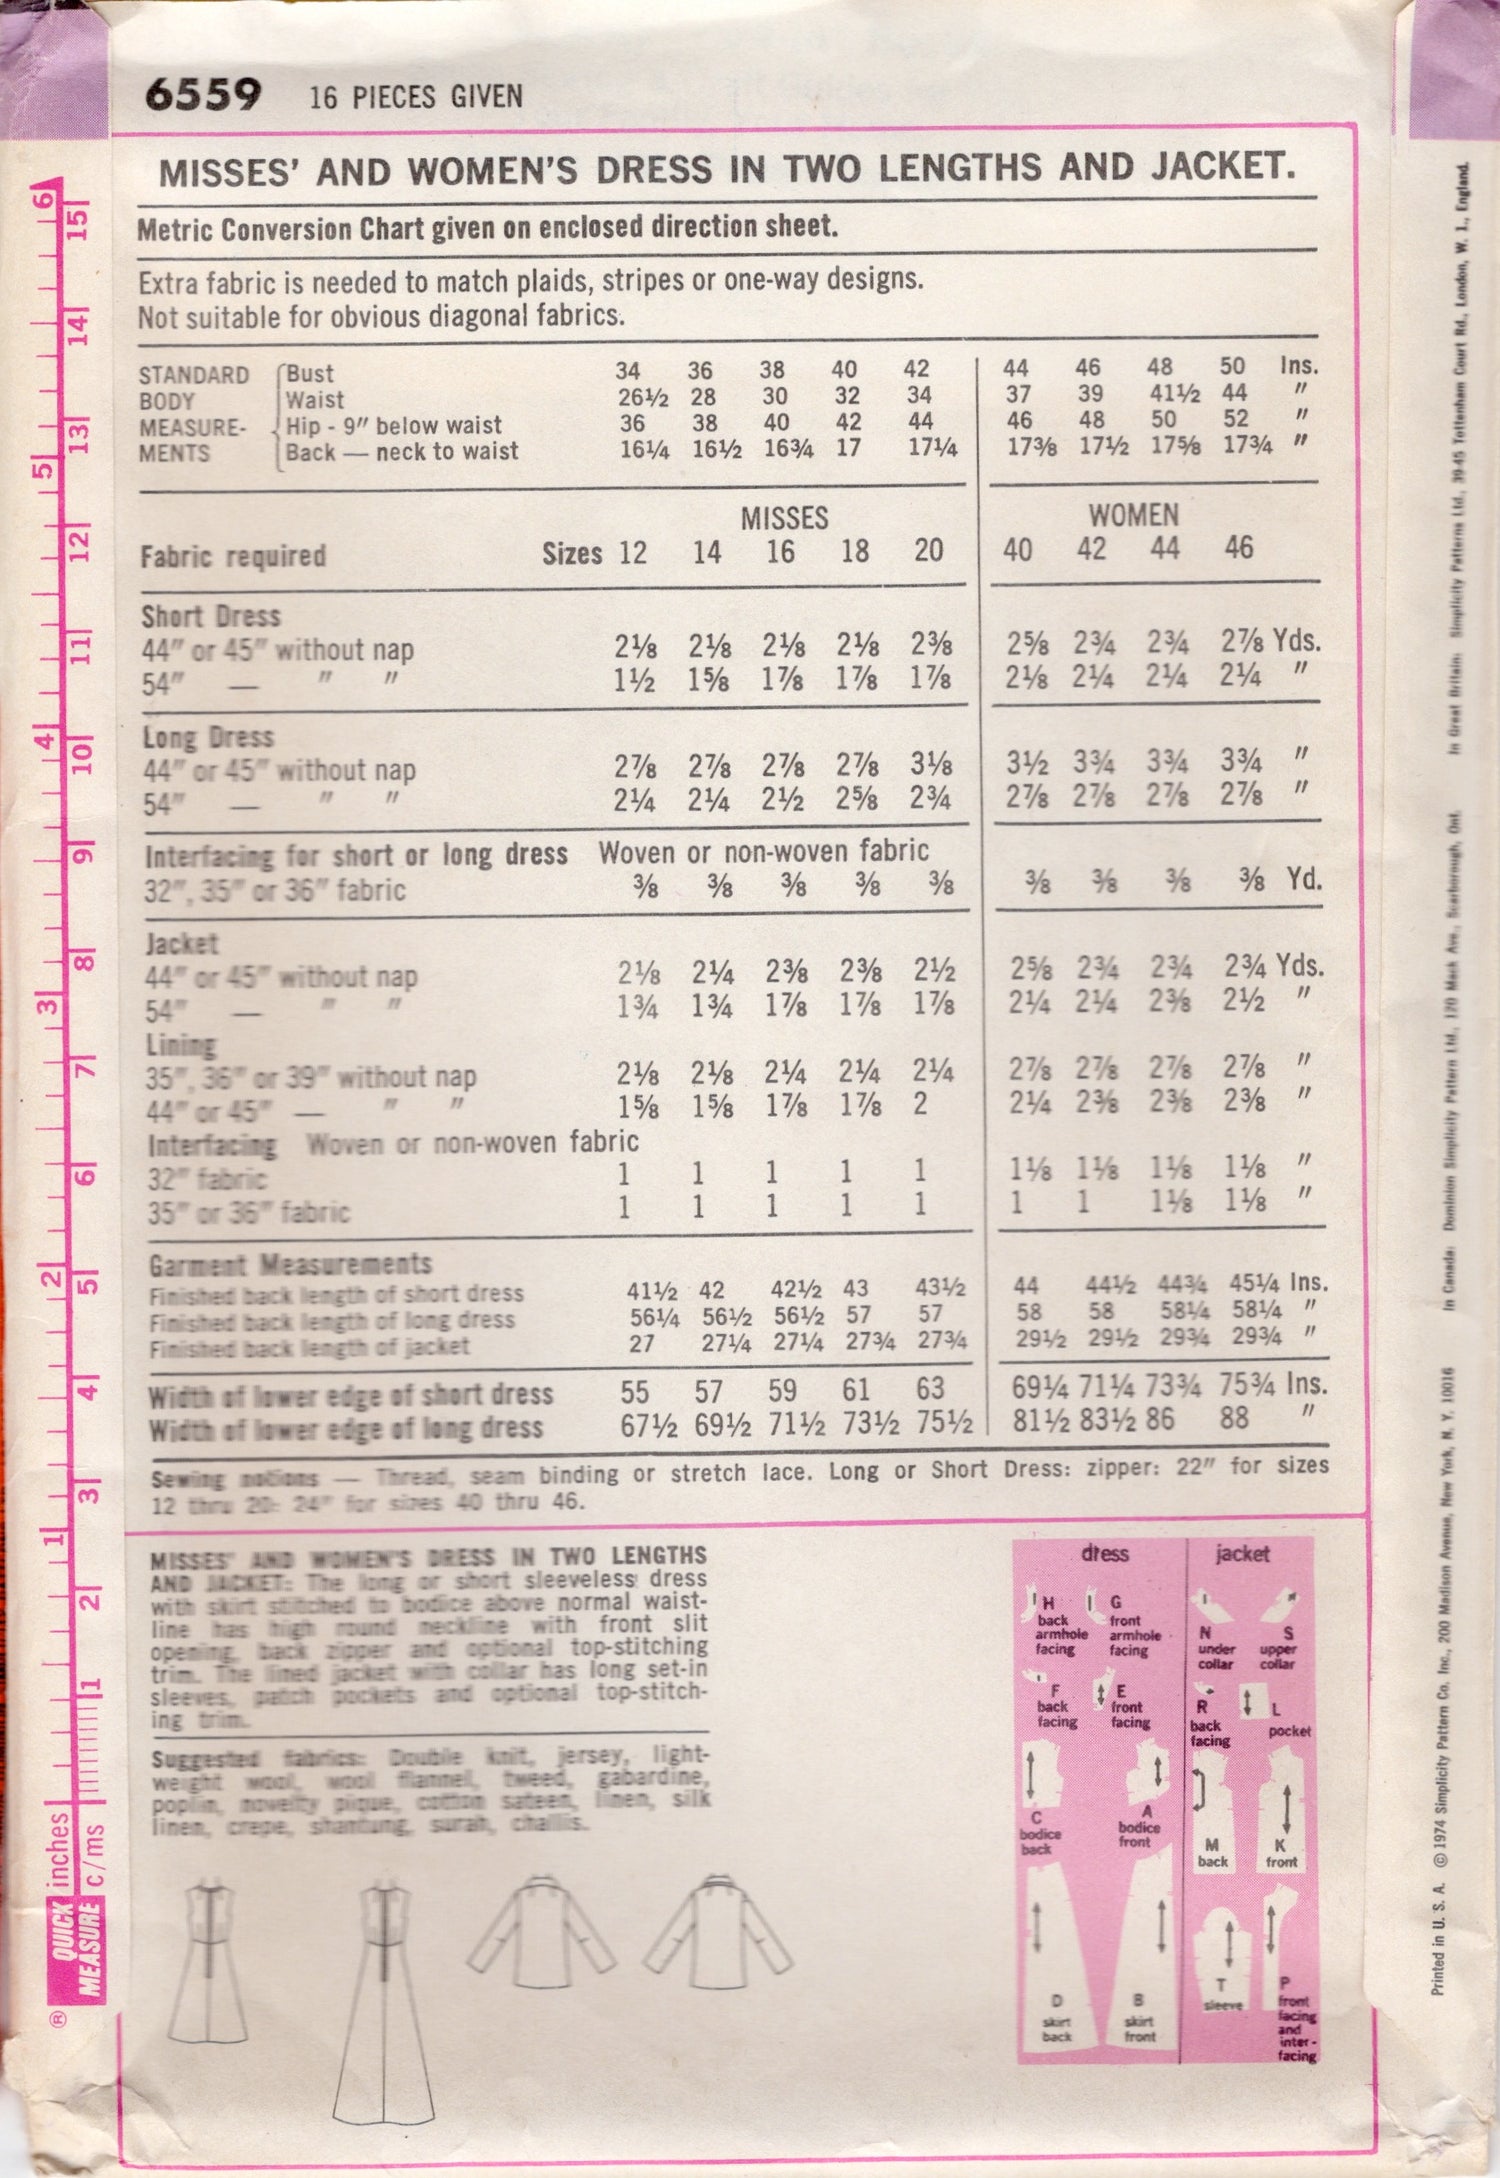 6559 16 PIECES GIVEN
MISSES' AND WOMEN'S DRESS IN TWO LENGTHS AND JACKET.
Metric Conversion Chart given on enclosed direction sheet.
Extra fabric is needed to match plaids, stripes or one-way designs.
Not suitable for obvious diagonal fabrics.
STANDARD Bust 34 36 38 40 42 44 46 48 50 Ins.
BODY Waist 26½ 28 30 32 34 37 39 41½ 44 "
MEASURE- Hip - 9" below waist 36 38 40 42 44 46 48 50 52 "
MENTS Back — neck to waist 16¼ 16½ 16¾ 17 17¼ 17⅜ 17½ 17⅝ 17¾ "
MISSES WOMEN
Fabric required Sizes 12 14 16 18 20 40 42 44 46
Short Dress
44" or 45" without nap 2⅛ 2⅛ 2⅛ 2⅛ 2⅜ 2⅝ 2¾ 2¾ 2⅞ Yds.
54" — " " 1½ 1⅝ 1⅞ 1⅞ 1⅞ 2⅛ 2¼ 2¼ 2¼ "
Long Dress
44" or 45" without nap 2⅞ 2⅞ 2⅞ 2⅞ 3⅛ 3½ 3¾ 3¾ 3¾ "
54" — " " 2¼ 2¼ 2½ 2⅝ 2¾ 2⅞ 2⅞ 2⅞ 2⅞ "
Interfacing for short or long dress Woven or non-woven fabric
32", 35" or 36" fabric ⅜ ⅜ ⅜ ⅜ ⅜ ⅜ ⅜ ⅜ ⅜ Yd.
Jacket
44" or 45" without nap 2⅛ 2¼ 2⅜ 2⅜ 2½ 2⅝ 2¾ 2¾ 2¾ Yds.
54" — " " 1¾ 1¾ 1⅞ 1⅞ 1⅞ 2¼ 2¼ 2⅜ 2½ "
Lining
35", 36" or 39" without nap 2⅛ 2⅛ 2¼ 2¼ 2¼ 2⅞ 2⅞ 2⅞ 2⅞ "
44" or 45" — " " 1⅝ 1⅝ 1⅞ 1⅞ 2 2¼ 2⅜ 2⅜ 2⅜ "
Interfacing Woven or non-woven fabric
32" fabric 1 1 1 1 1 1⅛ 1⅛ 1⅛ 1⅛ "
35" or 36" fabric 1 1 1 1 1 1 1 1⅛ 1⅛ "
Garment Measurements
Finished back length of short dress 41½ 42 42½ 43 43½ 44 44½ 44¾ 45¼ Ins.
Finished back length of long dress 56¼ 56½ 56½ 57 57 58 58 58¼ 58¼ "
Finished back length of jacket 27 27¼ 27¼ 27¾ 27¾ 29½ 29½ 29¾ 29¾ "
Width of lower edge of short dress 55 57 59 61 63 69¼ 71¼ 73¾ 75¾ Ins.
Width of lower edge of long dress 67½ 69½ 71½ 73½ 75½ 81½ 83½ 86 88 "
Sewing notions — Thread, seam binding or stretch lace. Long or Short Dress: zipper: 22" for sizes
12 thru 20: 24" for sizes 40 thru 46.
MISSES' AND WOMEN'S DRESS IN TWO LENGTHS
AND JACKET: The long or short sleeveless dress
with skirt stitched to bodice above normal waist-
line has high round neckline with front slit
opening, back zipper and optional top-stitching
trim. The lined jacket with collar has long set-in
sleeves, patch pockets and optional top-stitch-
ing trim.
Suggested fabrics: Double knit, jersey, light-
weight wool, wool flannel, tweed, gabardine,
poplin, novelty pique, cotton sateen, linen, silk
linen, crepe, shantung, surah, challis.
dress jacket
H
back
armhole
facing
G
front
armhole
facing
N
under
collar
S
upper
collar
F
back
facing
E
front
facing
R
back
facing
L
pocket
C
bodice
back
A
bodice
front
M
back
K
front
D
skirt
back
B
skirt
front
T
sleeve
P
front
facing
and
inter-
facing
6 5 4 3 2 1 inches
15 14 13 12 11 10 9 8 7 6 5 4 3 2 1 c/ms
QUICK
MEASURE
®
Printed in U. S. A. © 1974 Simplicity Pattern Co. Inc., 200 Madison Avenue, New York, N. Y. 10016 In Canada: Dominion Simplicity Pattern Ltd., 120 Mack Ave., Scarborough, Ont. In Great Britain: Simplicity Patterns Ltd., 39-45 Tottenham Court Rd., London, W. 1., England.